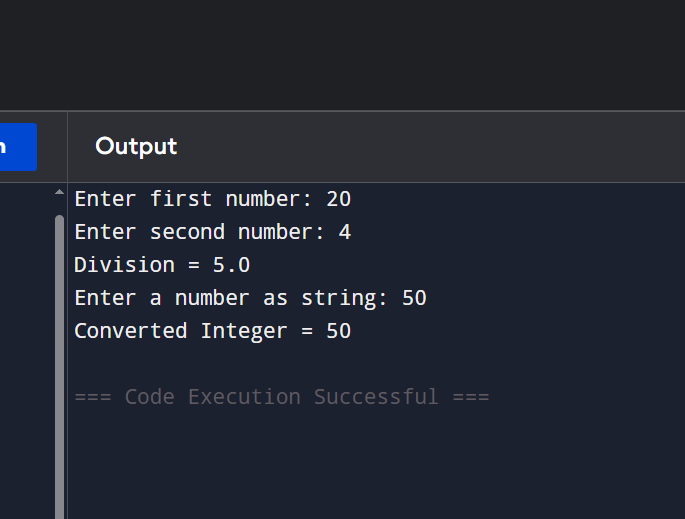 n
Output
Enter first number: 20
Enter second number: 4
Division = 5.0
Enter a number as string: 50
Converted Integer = 50
=== Code Execution Successful ===